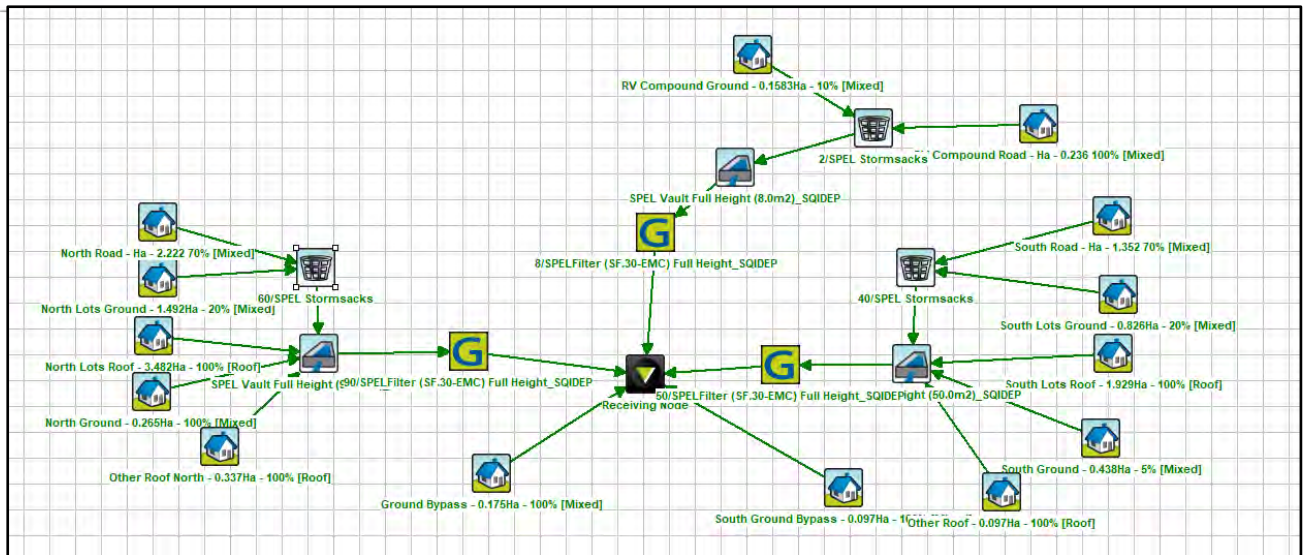 RV Compound Ground - 0.1583Ha - 10% [Mixed]
Compound Road - Ha - 0.236 100% [Mixed]
2/SPEL Stormsacks
SPEL Vault Full Height (8.0m2)_SQIDEP
8/SPELFilter (SF.30-EMC) Full Height_SQIDEP
North Road - Ha - 2.222 70% [Mixed]
North Lots Ground - 1.492Ha - 20% [Mixed]
60/SPEL Stormsacks
North Lots Roof - 3.482Ha - 100% [Roof]
SPEL Vault Full Height
90/SPELFilter (SF.30-EMC) Full Height_SQIDEP
North Ground - 0.265Ha - 100% [Mixed]
Other Roof North - 0.337Ha - 100% [Roof]
South Road - Ha - 1.352 70% [Mixed]
40/SPEL Stormsacks
South Lots Ground - 0.826Ha - 20% [Mixed]
South Lots Roof - 1.929Ha - 100% [Roof]
50/SPELFilter (SF.30-EMC) Full Height_SQIDEP
(50.0m2)_SQIDEP
Receiving Node
South Ground - 0.438Ha - 5% [Mixed]
Ground Bypass - 0.175Ha - 100% [Mixed]
South Ground Bypass - 0.097Ha
Other Roof - 0.097Ha - 100% [Roof]
G
G
G